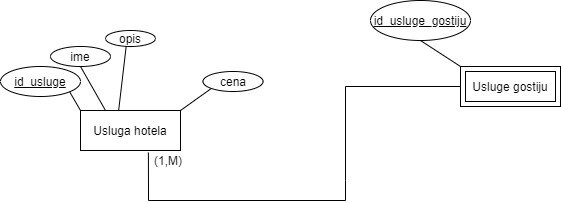 id_usluge_gostiju
opis
ime
id_usluge
cena
Usluge gostiju
Usluga hotela
(1,M)